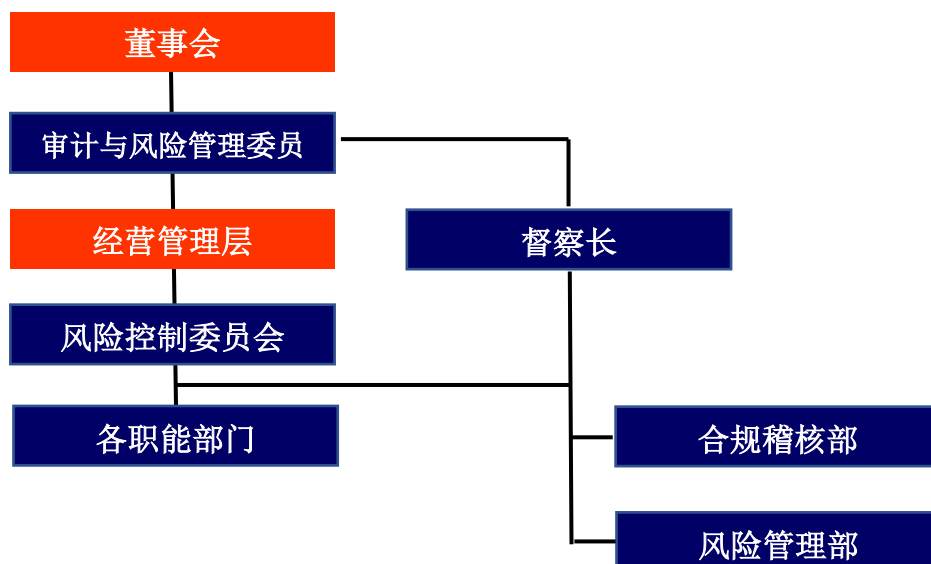 董事会
审计与风险管理委员
经营管理层
督察长
风险控制委员会
各职能部门
合规稽核部
风险管理部